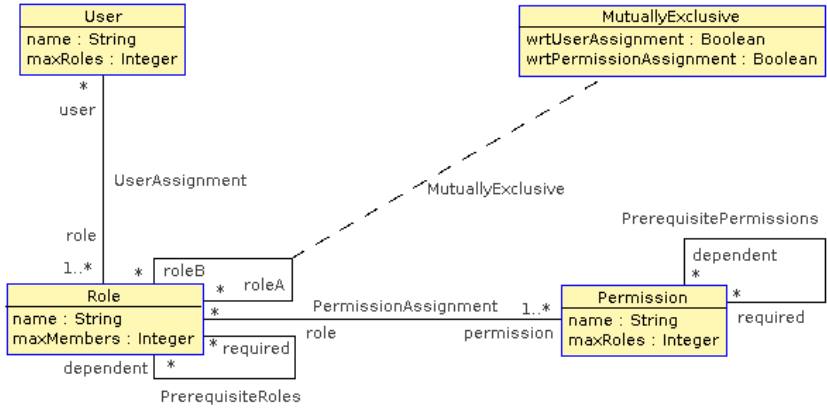 User
name : String
maxRoles : Integer
MutuallyExclusive
wrtUserAssignment : Boolean
wrtPermissionAssignment : Boolean
*
user
UserAssignment
MutuallyExclusive
role
1..*
PrerequisitePermissions
dependent
*
*
required
* roleB
* roleA
Role
name : String
maxMembers : Integer
*
PermissionAssignment
role
1..*
permission
Permission
name : String
maxRoles : Integer
* required
dependent *
PrerequisiteRoles